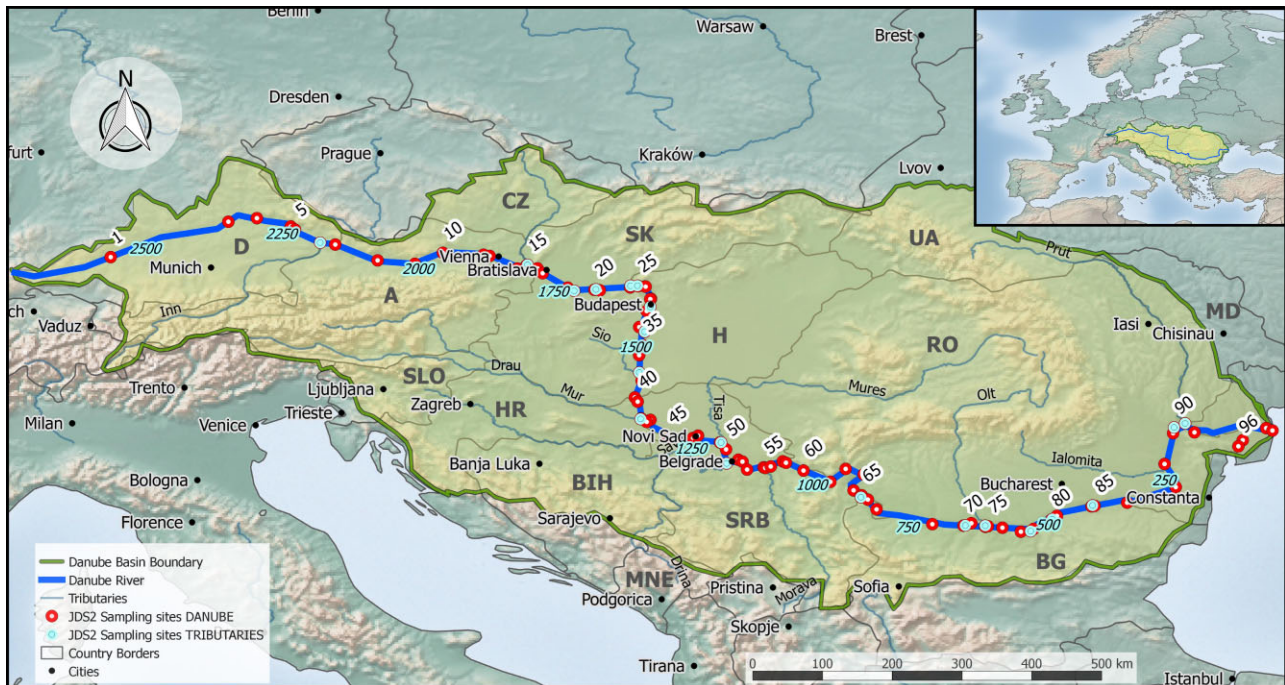 Berlin
Warsaw
Brest
N
Dresden
furt
Prague
Kraków
Lvov
CZ
SK
UA
Prut
1
2500
D
2250
5
10
15
20
25
Munich
2000
Vienna
Bratislava
1750
Budapest
A
Inn
ch
Vaduz
MD
Iasi
Chisinau
Sio
35
1500
H
RO
Trento
Ljubljana
SLO
Drau
Mur
40
Tisa
Mures
Olt
Milan
Venice
Trieste
Zagreb
HR
45
Novi Sad
1250
Sav
50
90
96
Banja Luka
Belgrade
55
60
1000
65
Ialomita
Bologna
BIH
Bucharest
250
Constanta
Florence
Sarajevo
SRB
750
70
75
80
85
500
BG
MNE
Drina
Morava
Pristina
Sofia
Podgorica
Skopje
Tirana
Istanbul
Danube Basin Boundary
Danube River
Tributaries
JDS2 Sampling sites DANUBE
JDS2 Sampling sites TRIBUTARIES
Country Borders
Cities
0 100 200 300 400 500 km